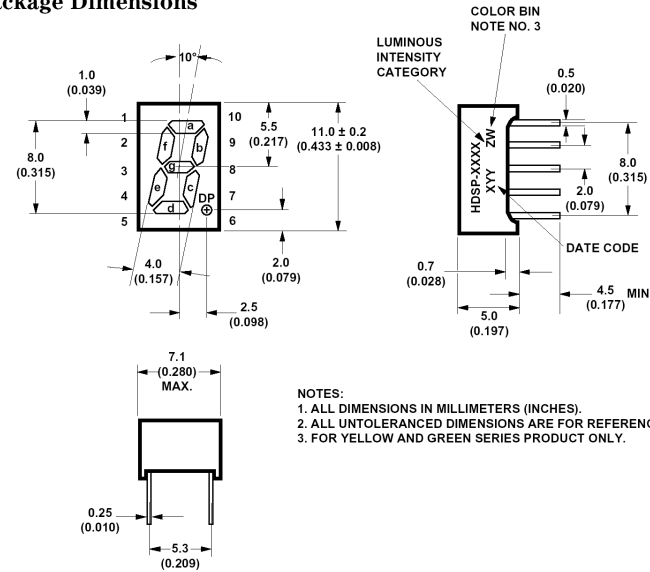 ackage Dimensions
COLOR BIN
NOTE NO. 3
LUMINOUS
INTENSITY
CATEGORY
10°
1.0
(0.039)
0.5
(0.020)
1
2
3
4
5
10
9
8
7
6
a
f
b
g
e
c
d
DP
5.5
(0.217)
11.0 ± 0.2
(0.433 ± 0.008)
8.0
(0.315)
HDSP-XXXX
XYY
ZW
8.0
(0.315)
2.0
(0.079)
DATE CODE
4.0
(0.157)
2.0
(0.079)
0.7
(0.028)
4.5 MIN
(0.177)
2.5
(0.098)
5.0
(0.197)
7.1
(0.280)
MAX.
NOTES:
1. ALL DIMENSIONS IN MILLIMETERS (INCHES).
2. ALL UNTOLERANCED DIMENSIONS ARE FOR REFEREN
3. FOR YELLOW AND GREEN SERIES PRODUCT ONLY.
0.25
(0.010)
5.3
(0.209)